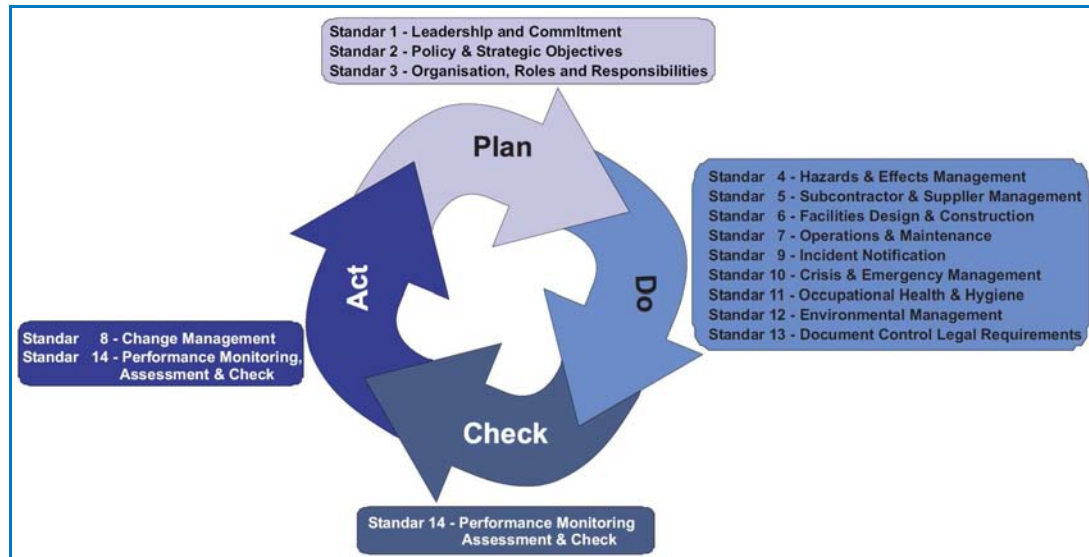 Standar 1 - Leadership and Commltment
Standar 2 - Policy & Strategic Objectives
Standar 3 - Organisation, Roles and Responsibilities
Plan
Do
Check
Act
Standar 4 - Hazards & Effects Management
Standar 5 - Subcontractor & Suppller Management
Standar 6 - Facilities Design & Construction
Standar 7 - Operations & Maintenance
Standar 9 - Incident Notification
Standar 10 - Crisis & Emergency Management
Standar 11 - Occupational Health & Hygiene
Standar 12 - Environmental Management
Standar 13 - Document Control Legal Requirements
Standar 8 - Change Management
Standar 14 - Performance Monitoring,
Assessment & Check
Standar 14 - Performance Monitoring
Assessment & Check